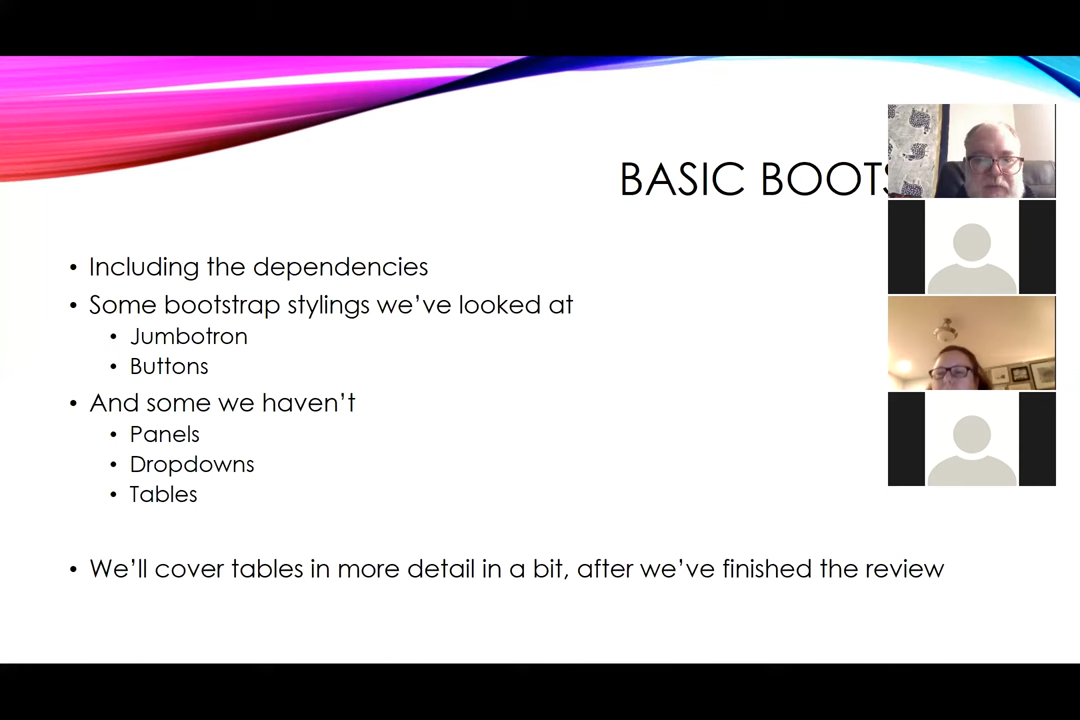 BASIC BOOTS
Including the dependencies
Some bootstrap stylings we've looked at
Jumbotron
Buttons
And some we haven't
Panels
Dropdowns
Tables
We'll cover tables in more detail in a bit, after we've finished the review